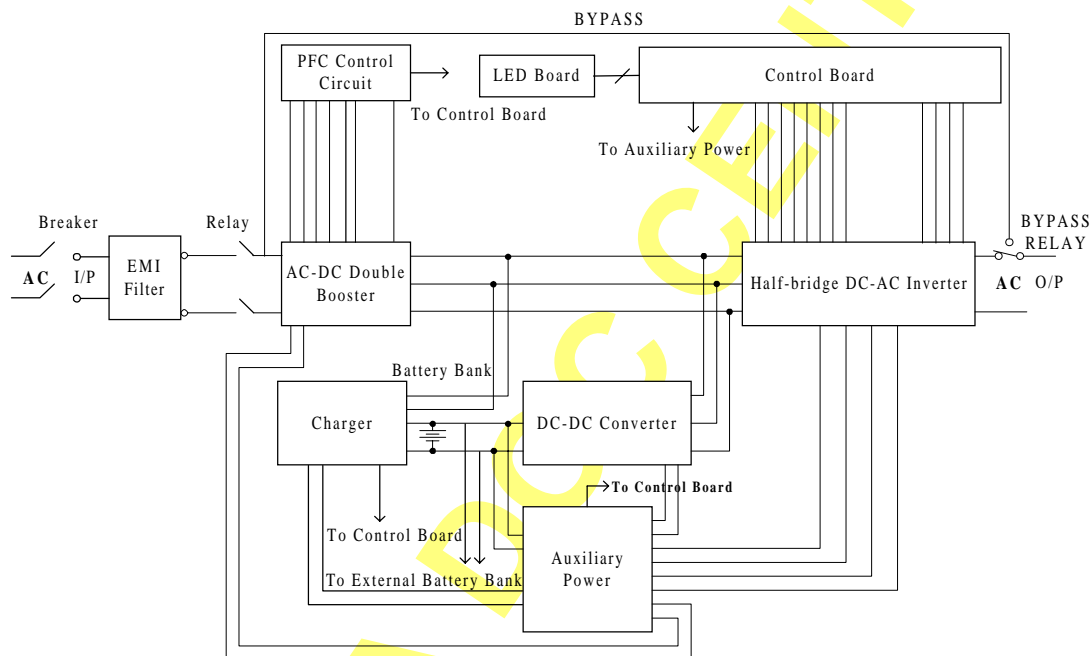 BYPASS
PFC Control
Circuit
LED Board
Control Board
To Control Board
To Auxiliary Power
Breaker
Relay
BYPASS
RELAY
AC I/P
EMI
Filter
AC-DC Double
Booster
Half-bridge DC-AC Inverter
AC O/P
Battery Bank
Charger
DC-DC Converter
To Control Board
To Control Board
Auxiliary
Power
To External Battery Bank